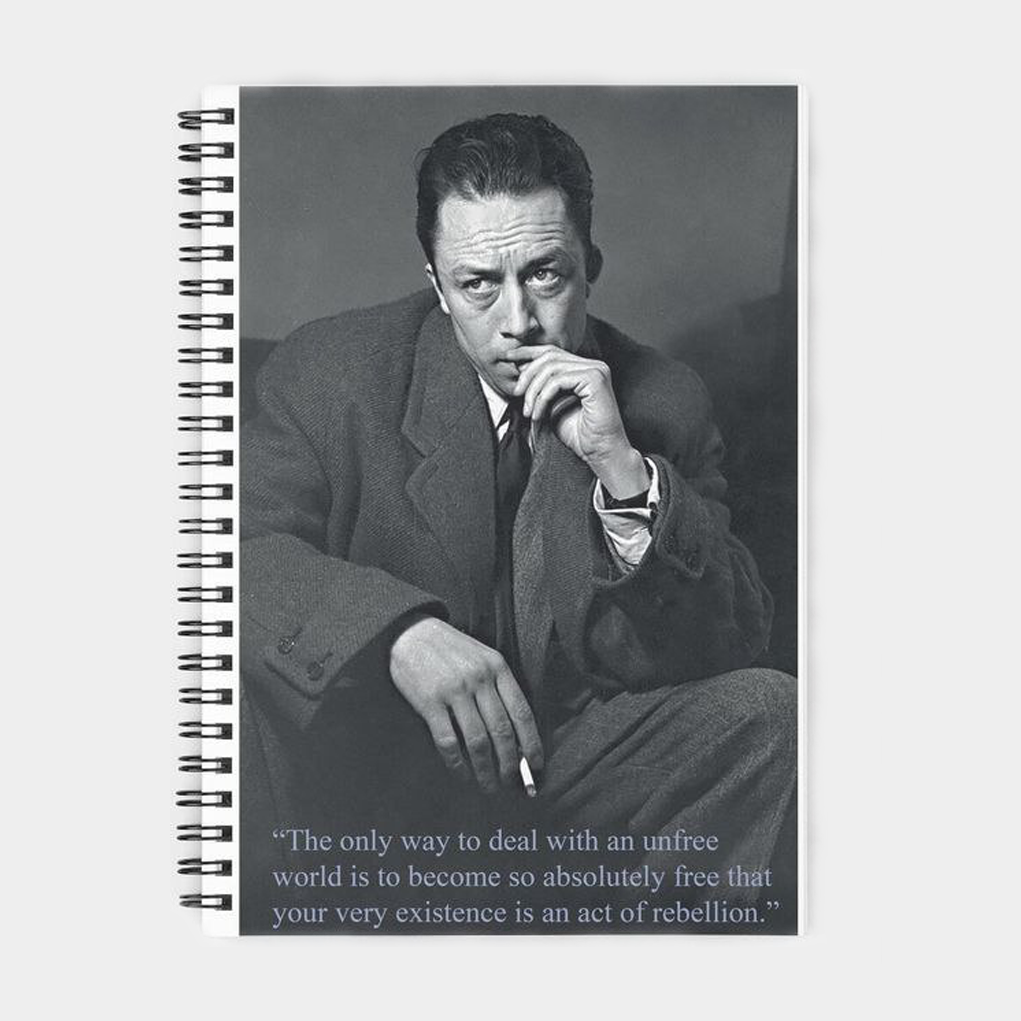 “The only way to deal with an unfree
world is to become so absolutely free that
your very existence is an act of rebellion.”